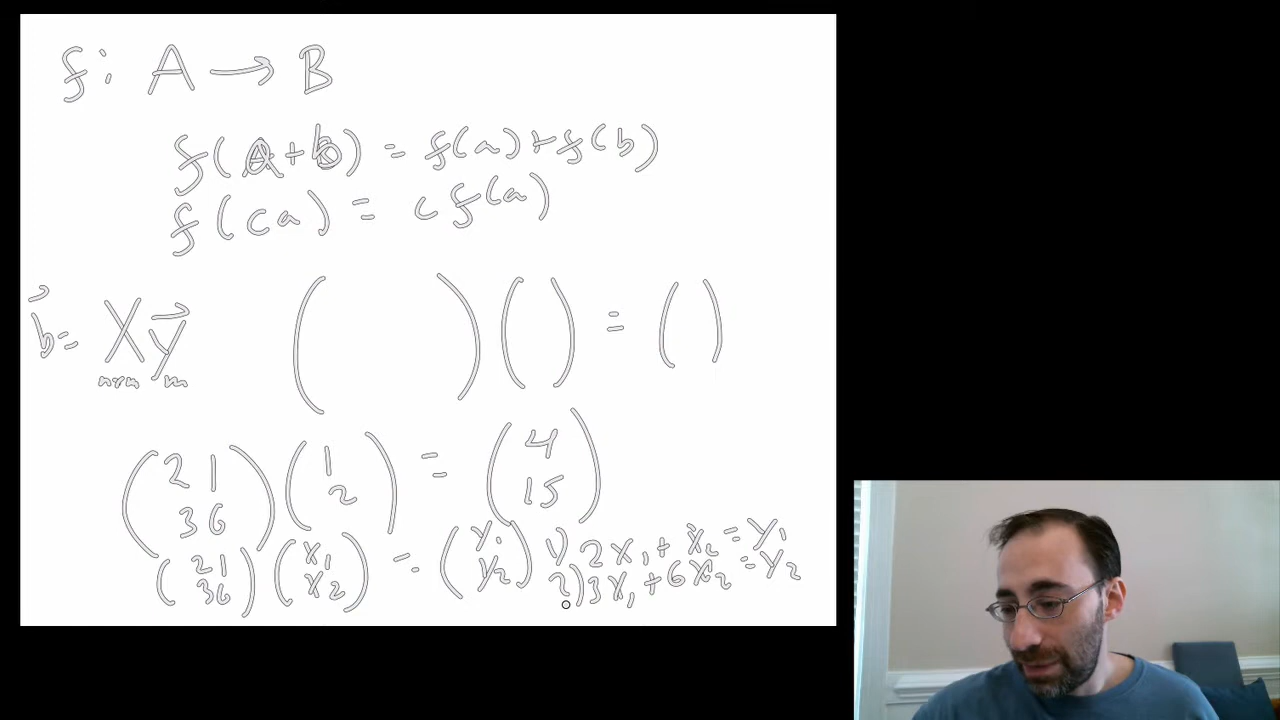 f: A → B
f(a+b) = f(a)+f(b)
f(ca) = c f(a)
b⃗ = X y⃗ ( ) ( ) = ( )
n×m m
(2 1 (1 = (4
3 6) 2) 15)
(2 1 (x₁ = (y₁ 1) 2x₁ + x₂ = y₁
3 6) x₂) y₂) 2) 3x₁ + 6x₂ = y₂